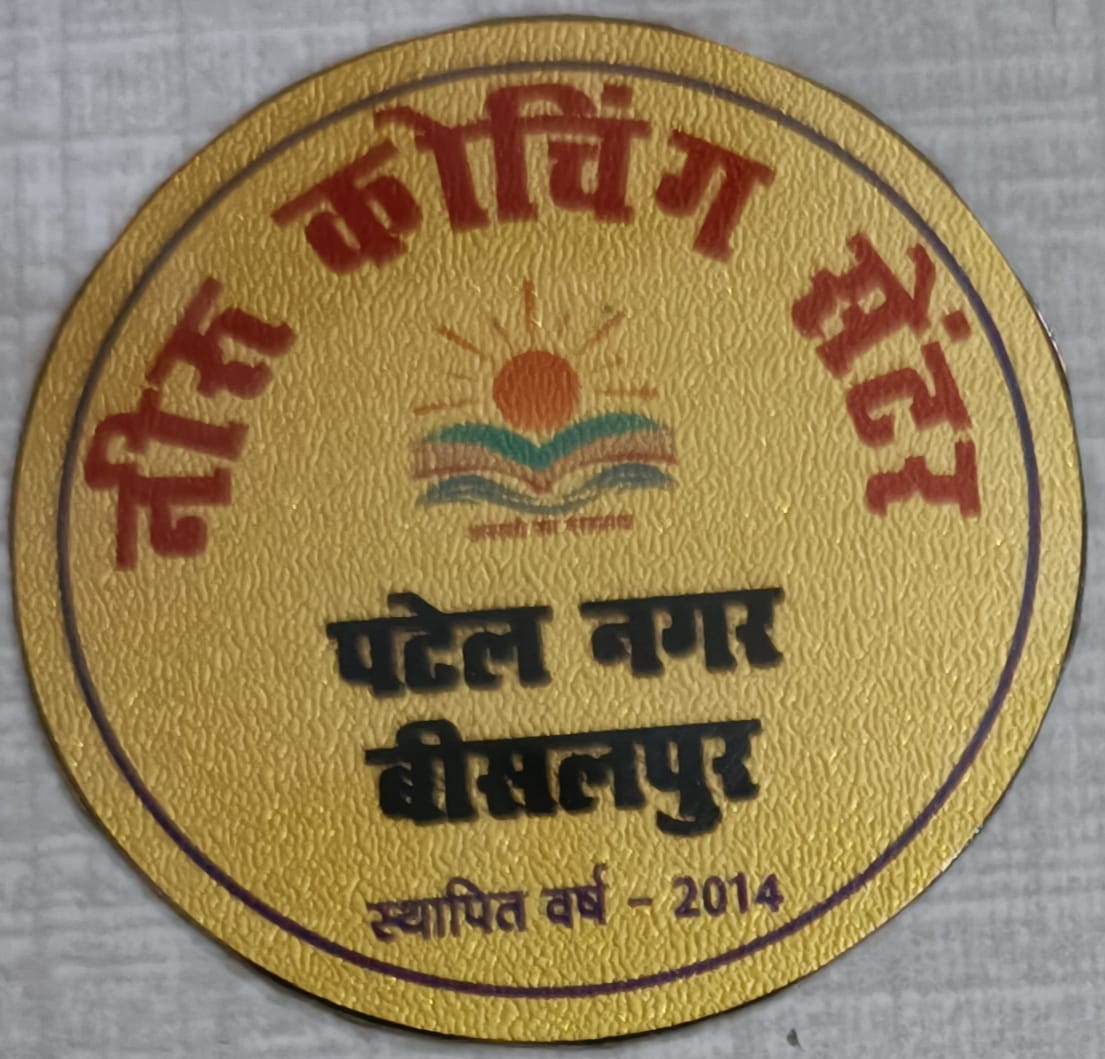 नीरू कोचिंग सेंटर
पटेल नगर
बीसलपुर
स्थापित वर्ष - 2014